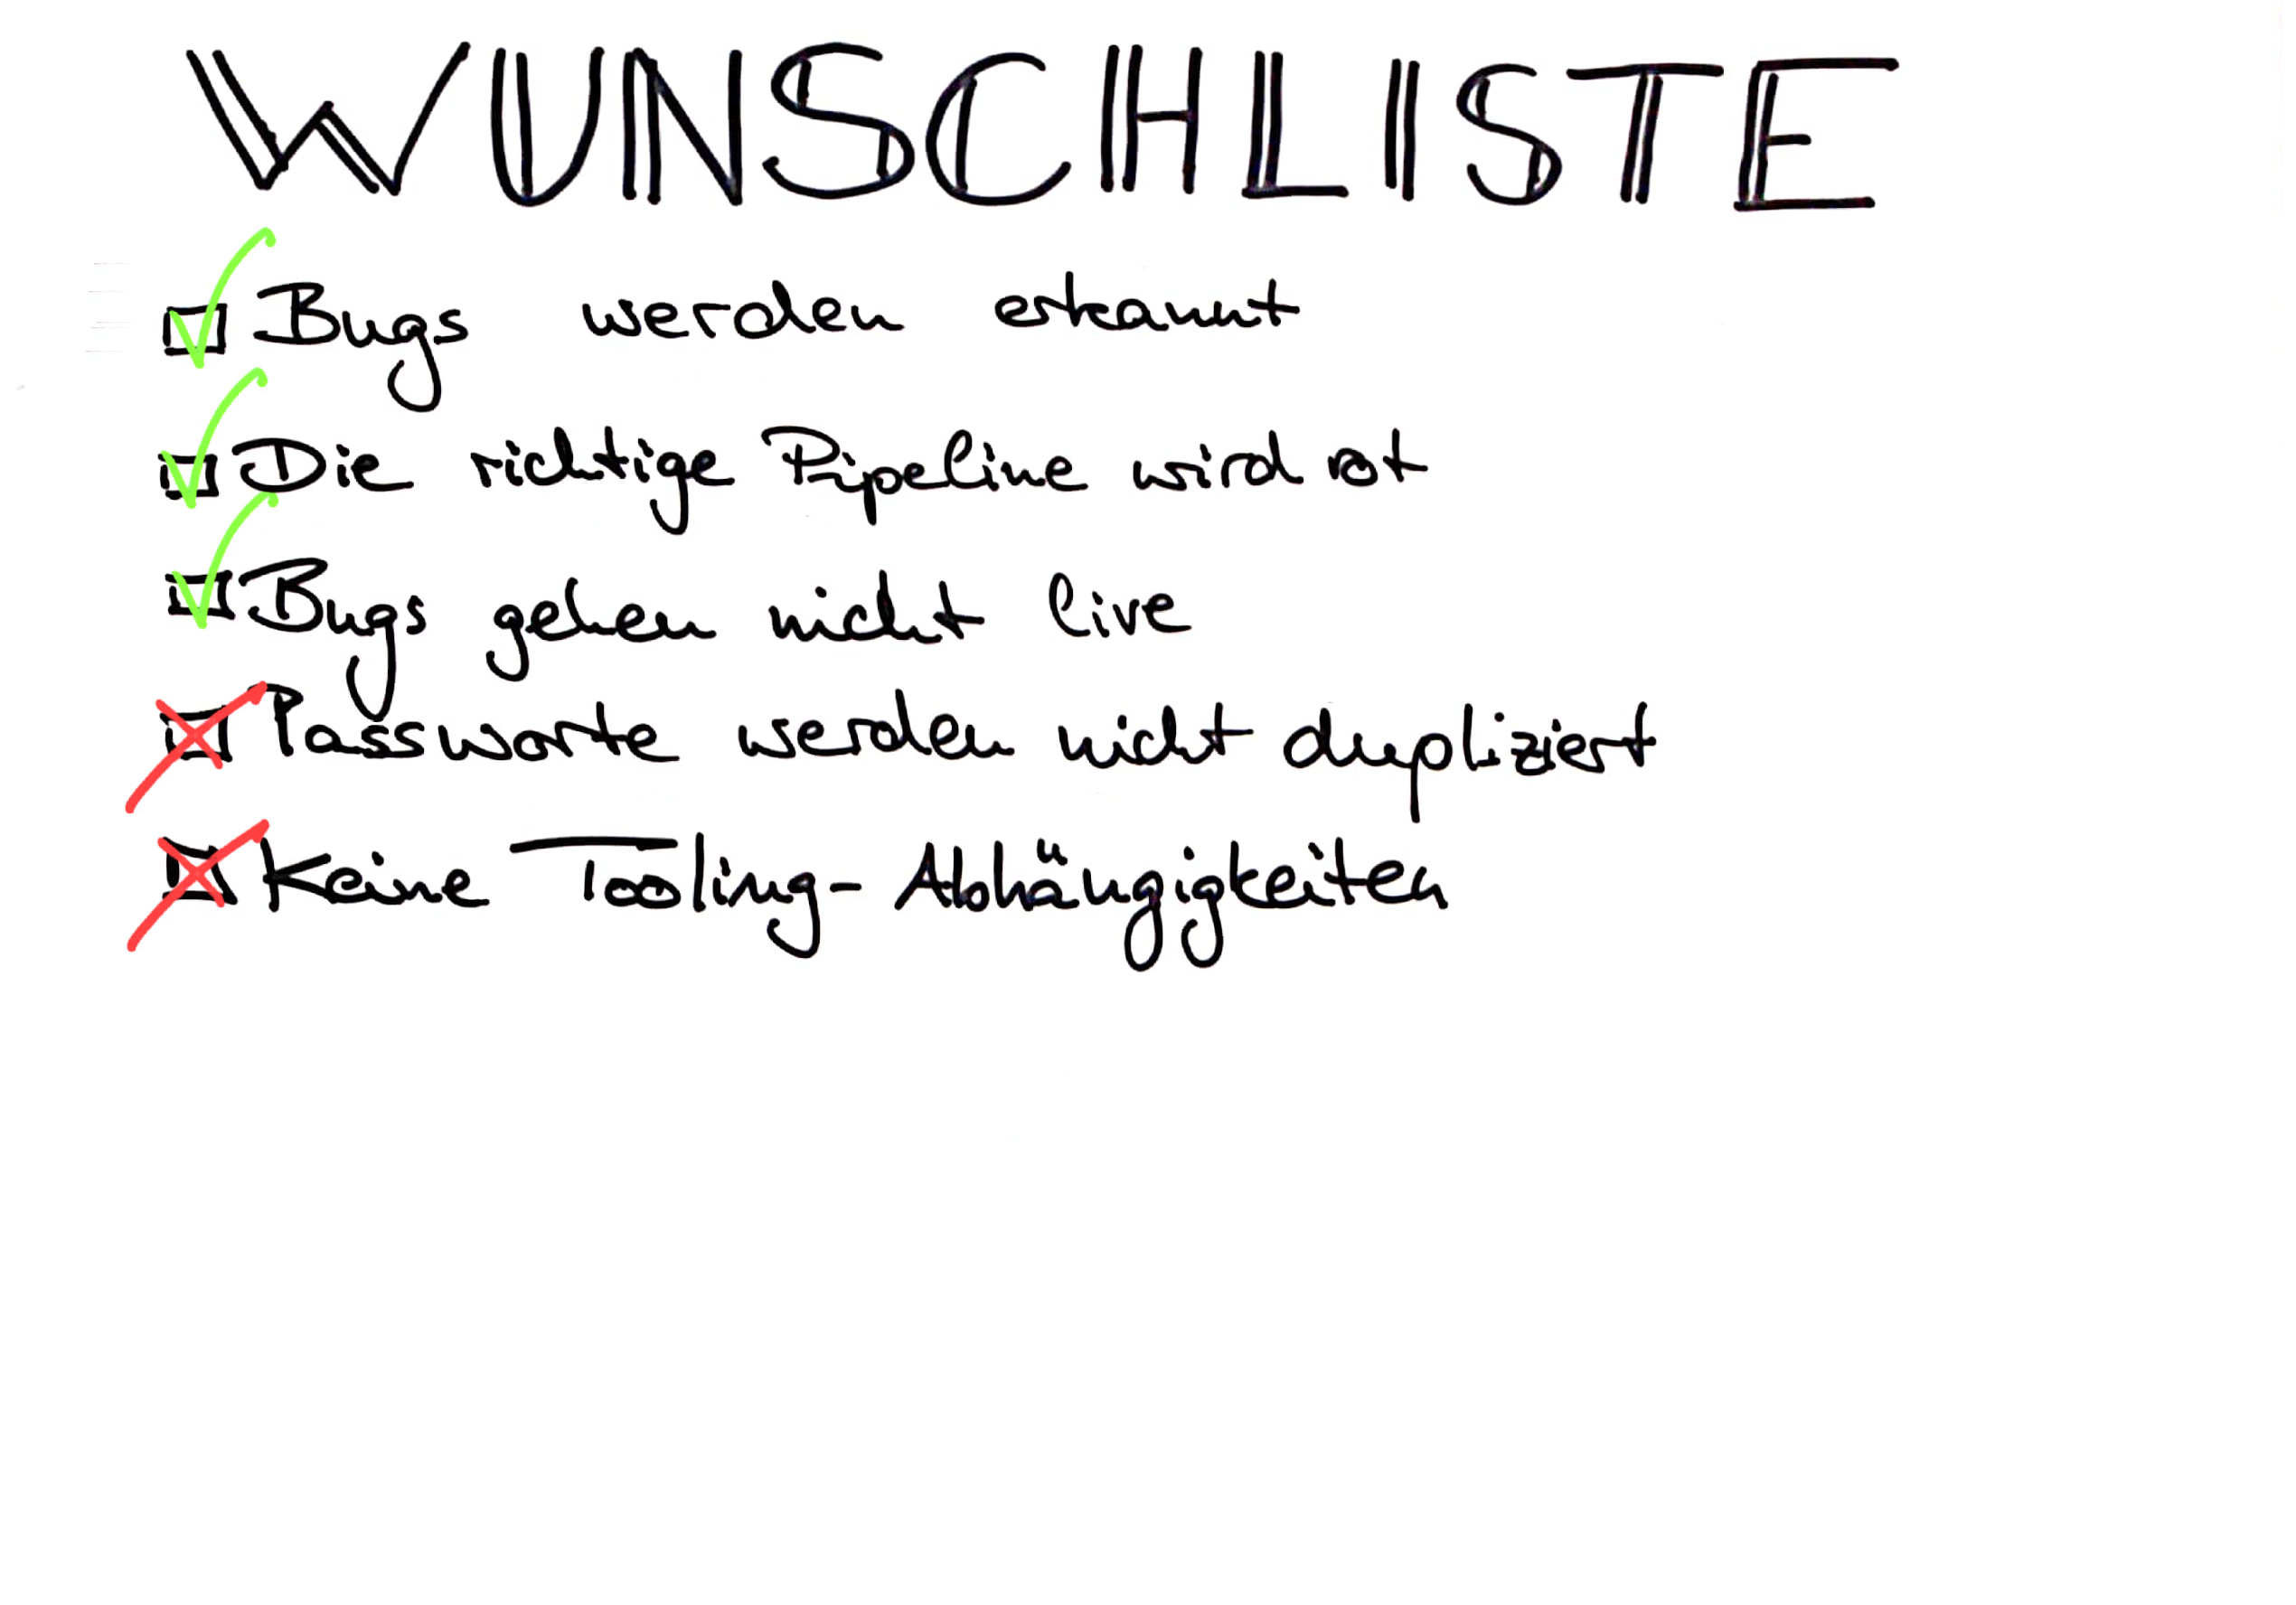 WUNSCHLISTE
Bugs werden erkannt
Die richtige Pipeline wird rot
Bugs gehen nicht live
Passworte werden nicht dupliziert
Keine Tooling-Abhängigkeiten